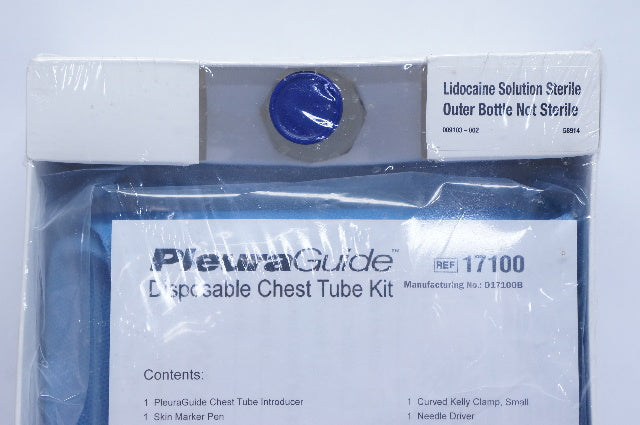 Lidocaine Solution Sterile
Outer Bottle Not Sterile
009103-002 58914
PleuraGuide™ REF 17100
Disposable Chest Tube Kit Manufacturing No.: D17100B
Contents:
1 PleuraGuide Chest Tube Introducer 1 Curved Kelly Clamp, Small
1 Skin Marker Pen 1 Needle Driver